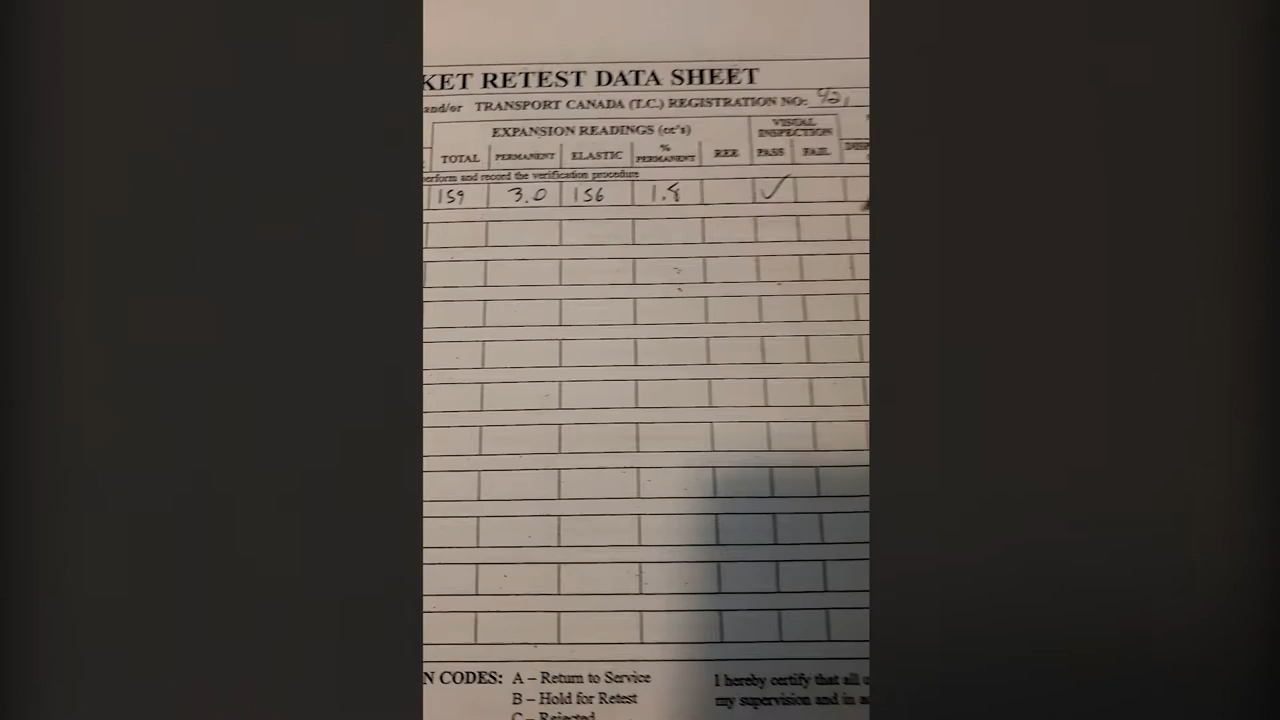 KET RETEST DATA SHEET
and/or TRANSPORT CANADA (T.C.) REGISTRATION NO:
EXPANSION READINGS (cc's)
VISUAL INSPECTION
TOTAL PERMANENT ELASTIC % PERMANENT REE PASS FAIL
erform and record the verification procedure
159 3.0 156 1.8 ✓
N CODES: A – Return to Service
B – Hold for Retest
C – Rejected
I hereby certify that all
my supervision and in a